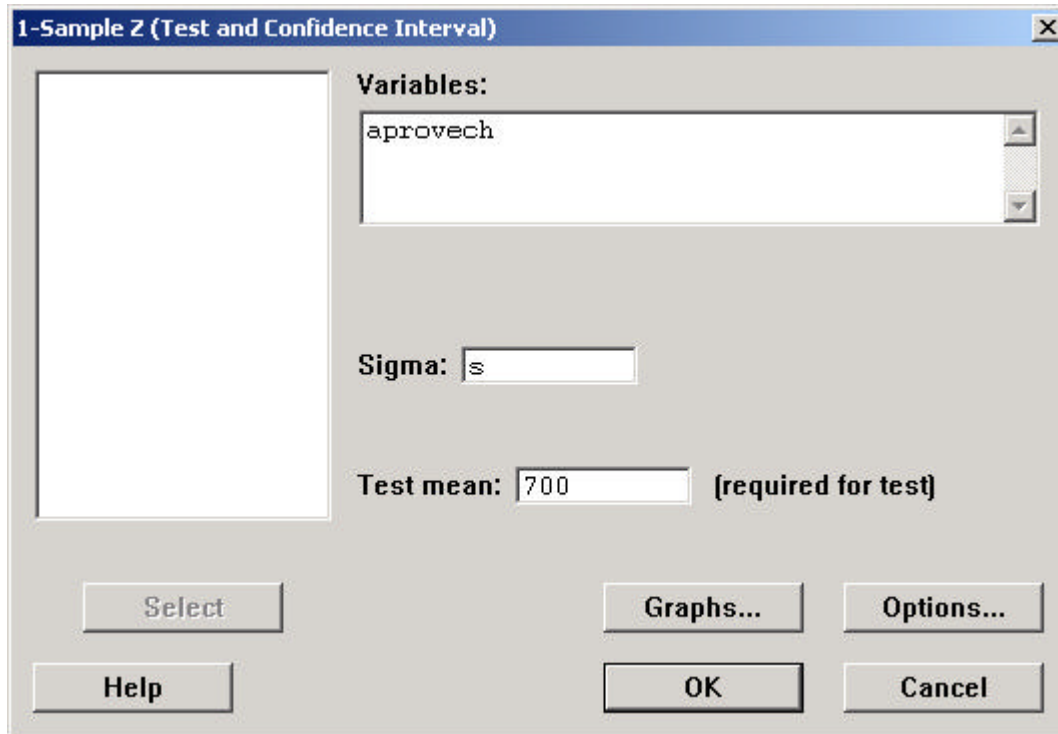 1-Sample Z (Test and Confidence Interval)
Variables:
aprovech
Sigma: s
Test mean: 700 (required for test)
Select
Graphs...
Options...
Help
OK
Cancel